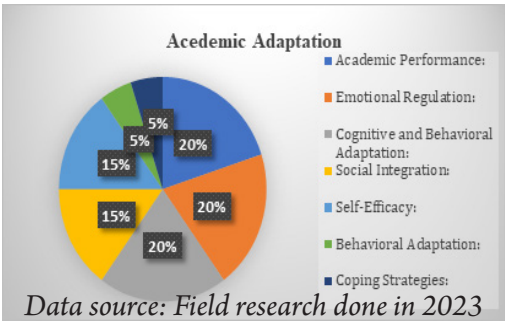 Acedemic Adaptation
Academic Performance:
Emotional Regulation:
Cognitive and Behavioral
Adaptation:
Social Integration:
Self-Efficacy:
Behavioral Adaptation:
Coping Strategies:
5%
5%
20%
15%
15%
20%
20%
Data source: Field research done in 2023